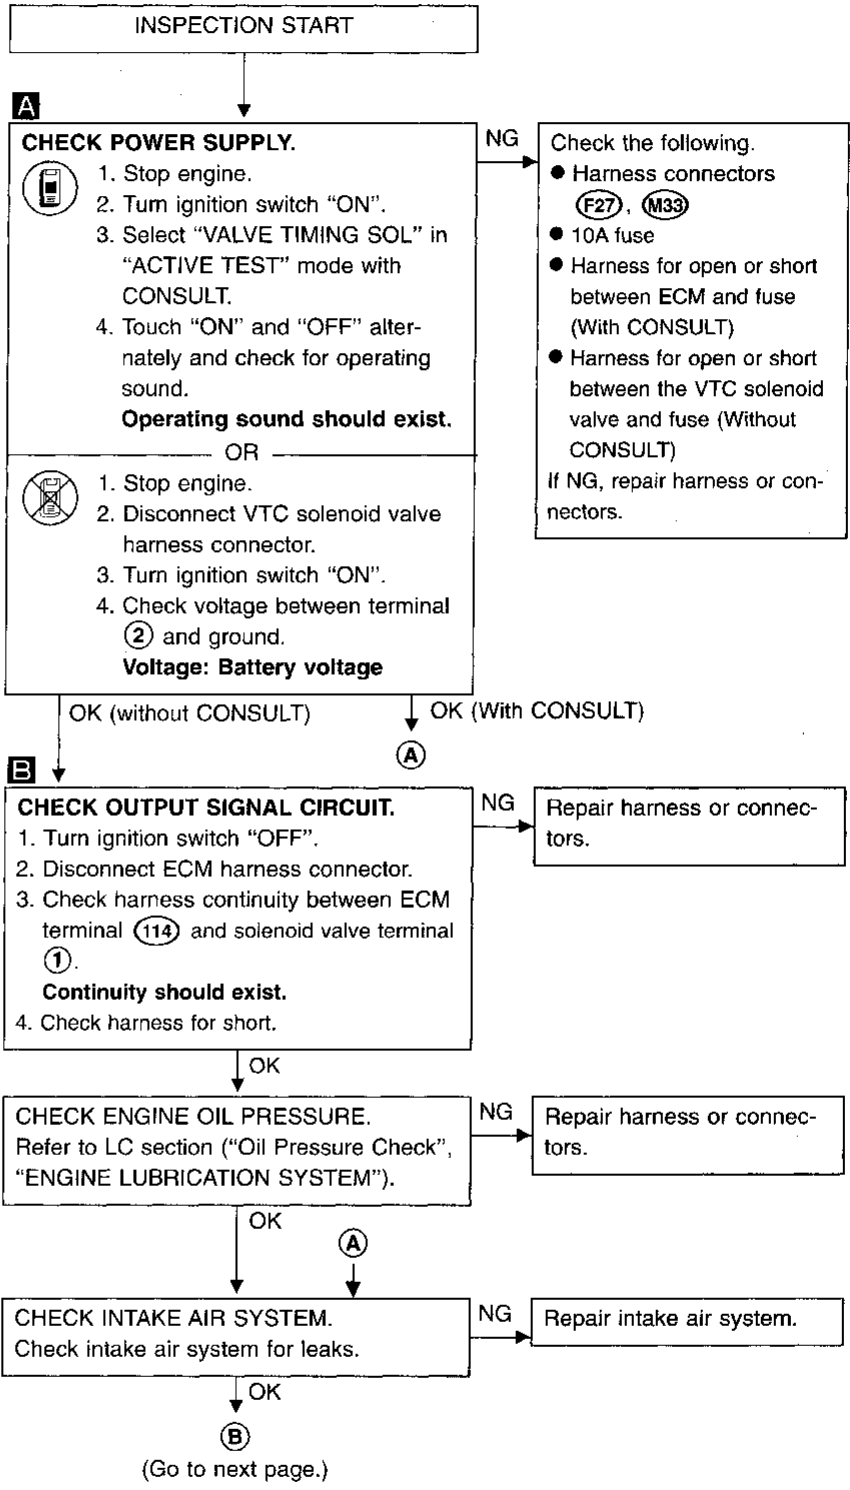 INSPECTION START
A
CHECK POWER SUPPLY.
1. Stop engine.
2. Turn ignition switch “ON”.
3. Select “VALVE TIMING SOL” in
“ACTIVE TEST” mode with
CONSULT.
4. Touch “ON” and “OFF” alter-
nately and check for operating
sound.
Operating sound should exist.
OR
1. Stop engine.
2. Disconnect VTC solenoid valve
harness connector.
3. Turn ignition switch “ON”.
4. Check voltage between terminal
2 and ground.
Voltage: Battery voltage
NG
Check the following.
● Harness connectors
F27, M33
● 10A fuse
● Harness for open or short
between ECM and fuse
(With CONSULT)
● Harness for open or short
between the VTC solenoid
valve and fuse (Without
CONSULT)
If NG, repair harness or con-
nectors.
OK (without CONSULT)
OK (With CONSULT)
A
B
CHECK OUTPUT SIGNAL CIRCUIT.
1. Turn ignition switch “OFF”.
2. Disconnect ECM harness connector.
3. Check harness continuity between ECM
terminal 114 and solenoid valve terminal
1.
Continuity should exist.
4. Check harness for short.
NG
Repair harness or connec-
tors.
OK
CHECK ENGINE OIL PRESSURE.
Refer to LC section (“Oil Pressure Check”,
“ENGINE LUBRICATION SYSTEM”).
NG
Repair harness or connec-
tors.
OK
A
CHECK INTAKE AIR SYSTEM.
Check intake air system for leaks.
NG
Repair intake air system.
OK
B
(Go to next page.)